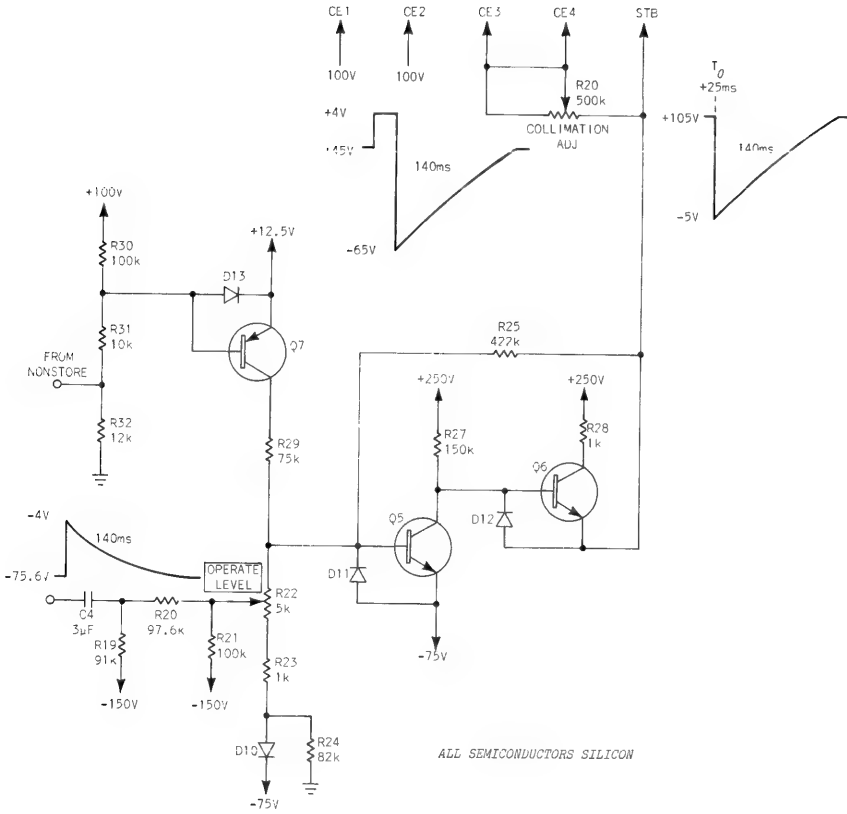 CE1 CE2 CE3 CE4 STB
100V 100V
R20
500k
COLLIMATION
ADJ
T0
+25ms
+4V
+45V
140ms
-65V
+105V
140ms
-5V
+100V
R30
100k
+12.5V
D13
R31
10k
Q7
FROM
NONSTORE
R32
12k
R29
75k
R25
422k
+250V
+250V
R27
150k
R28
1k
Q6
Q5
D12
D11
-4V
140ms
-75.6V
OPERATE
LEVEL
C4
3µF
R20
97.6k
R22
5k
R19
91k
R21
100k
R23
1k
-75V
-150V
-150V
D10
R24
82k
-75V
ALL SEMICONDUCTORS SILICON